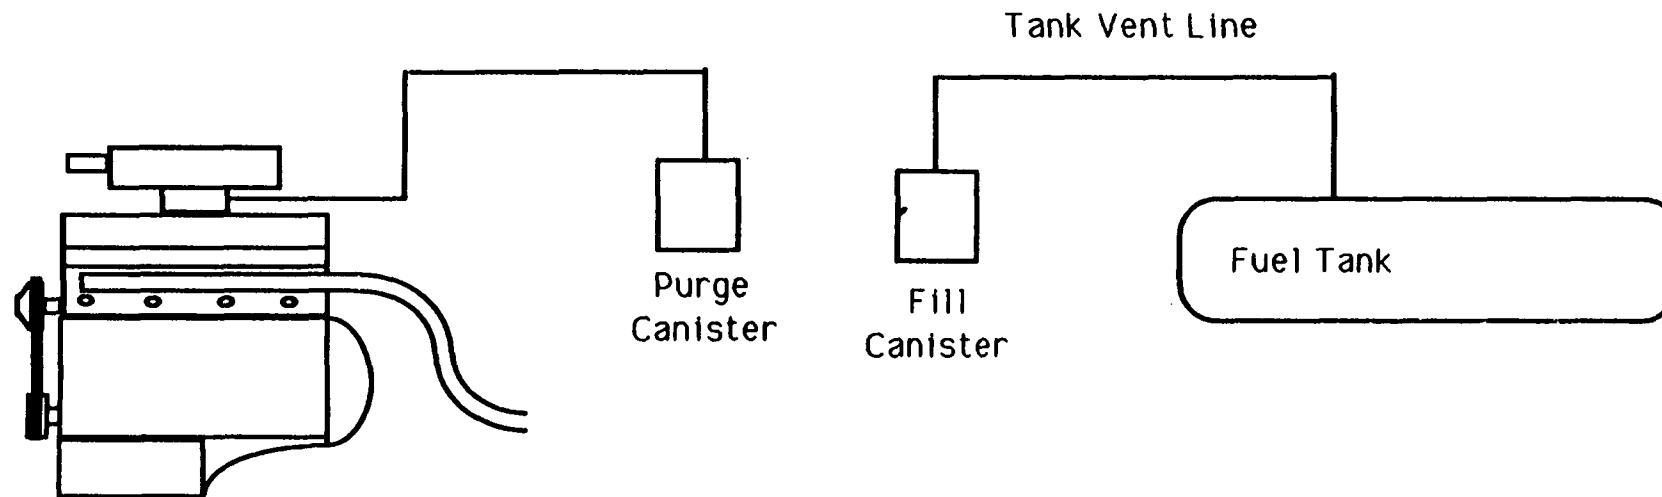 Tank Vent Line
Purge
Canister
Fill
Canister
Fuel Tank